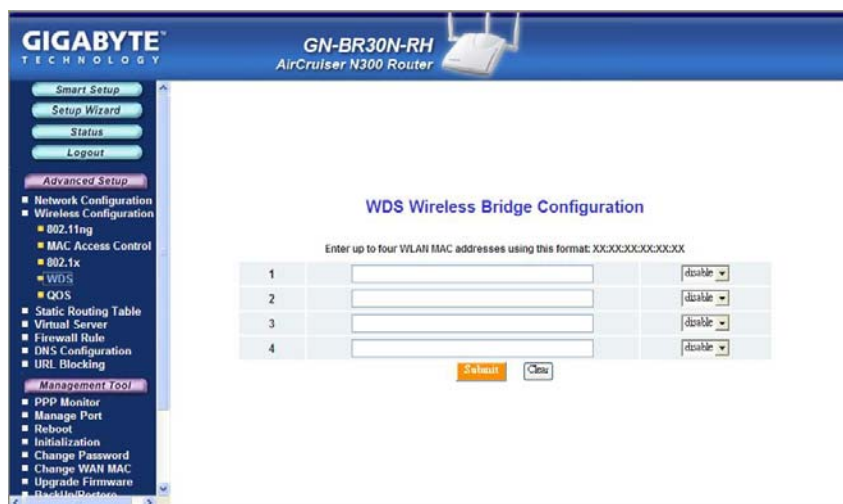 GIGABYTE™
TECHNOLOGY
GN-BR30N-RH
AirCruiser N300 Router
Smart Setup
Setup Wizard
Status
Logout
Advanced Setup
Network Configuration
Wireless Configuration
802.11ng
MAC Access Control
802.1x
WDS
QOS
Static Routing Table
Virtual Server
Firewall Rule
DNS Configuration
URL Blocking
Management Tool
PPP Monitor
Manage Port
Reboot
Initialization
Change Password
Change WAN MAC
Upgrade Firmware
BackUp/Restore
WDS Wireless Bridge Configuration
Enter up to four WLAN MAC addresses using this format: XX:XX:XX:XX:XX:XX
1 disable
2 disable
3 disable
4 disable
Submit Clear